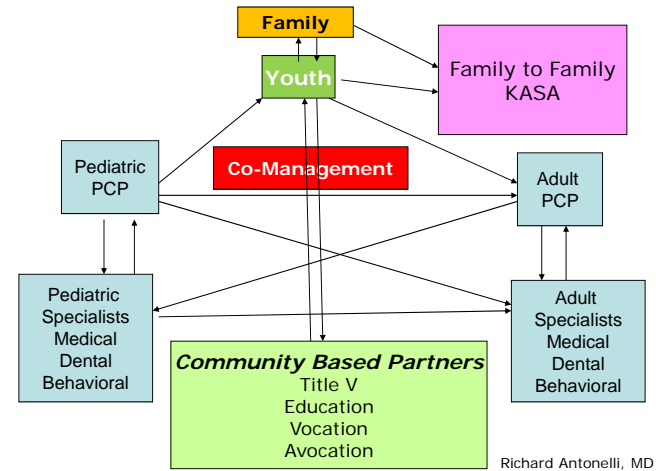 Family
Youth
Family to Family
KASA
Pediatric
PCP
Co-Management
Adult
PCP
Pediatric
Specialists
Medical
Dental
Behavioral
Community Based Partners
Title V
Education
Vocation
Avocation
Adult
Specialists
Medical
Dental
Behavioral
Richard Antonelli, MD